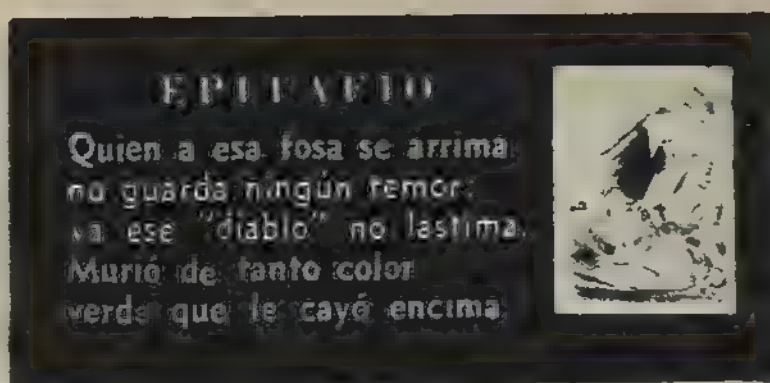 EPITAFIO
Quien a esa fosa se arrima
no guarda ningún temor:
ya ese "diablo" no lastima.
Murió de tanto color
verde que le cayó encima